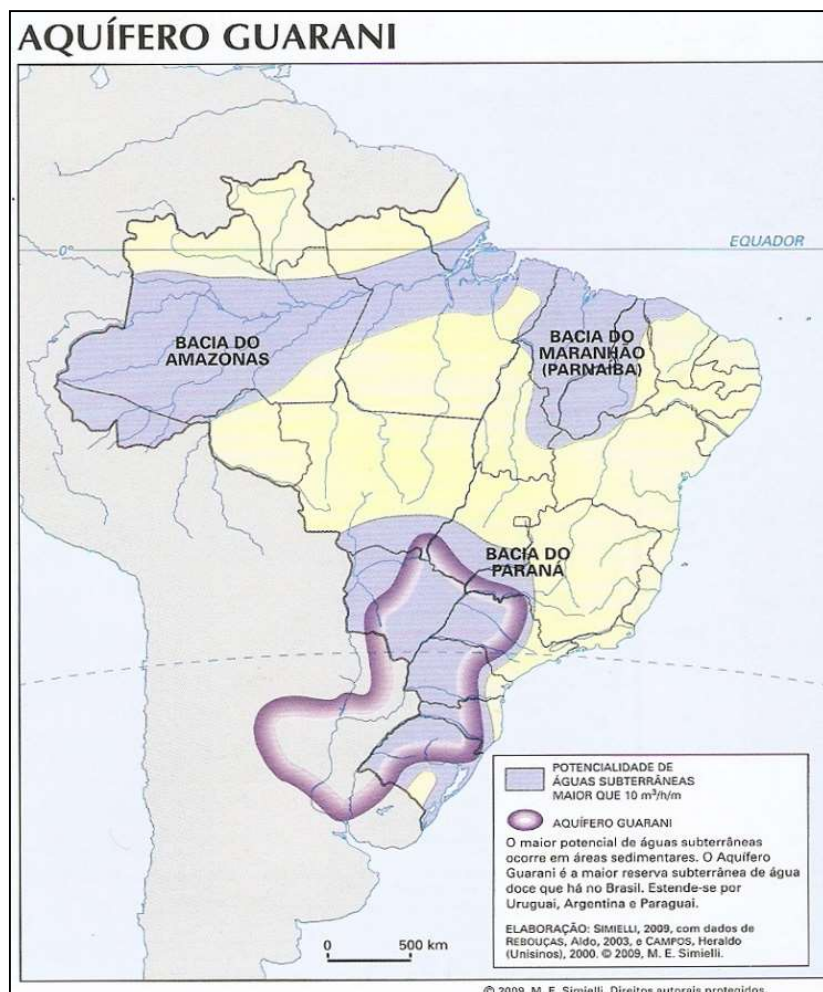 AQUÍFERO GUARANI
0°
EQUADOR
BACIA DO
AMAZONAS
BACIA DO
MARANHÃO
(PARNAÍBA)
BACIA DO
PARANÁ
POTENCIALIDADE DE
ÁGUAS SUBTERRÂNEAS
MAIOR QUE 10 m³/h/m
AQUÍFERO GUARANI
O maior potencial de águas subterrâneas
ocorre em áreas sedimentares. O Aquífero
Guarani é a maior reserva subterrânea de água
doce que há no Brasil. Estende-se por
Uruguai, Argentina e Paraguai.
ELABORAÇÃO: SIMIELLI, 2009, com dados de
REBOUÇAS, Aldo, 2003, e CAMPOS, Heraldo
(Unisinos), 2000. © 2009, M. E. Simielli.
0 500 km
© 2009, M. E. Simielli. Direitos autorais protegidos.